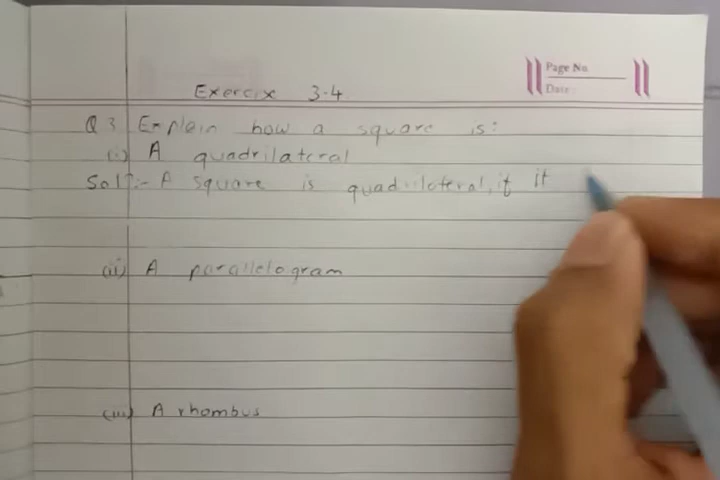 Page No.
Date
Exercise 3.4
Q 3 Explain how a square is:
(i) A quadrilateral
Sol:- A square is quadrilateral, if it
(ii) A parallelogram
(iii) A rhombus